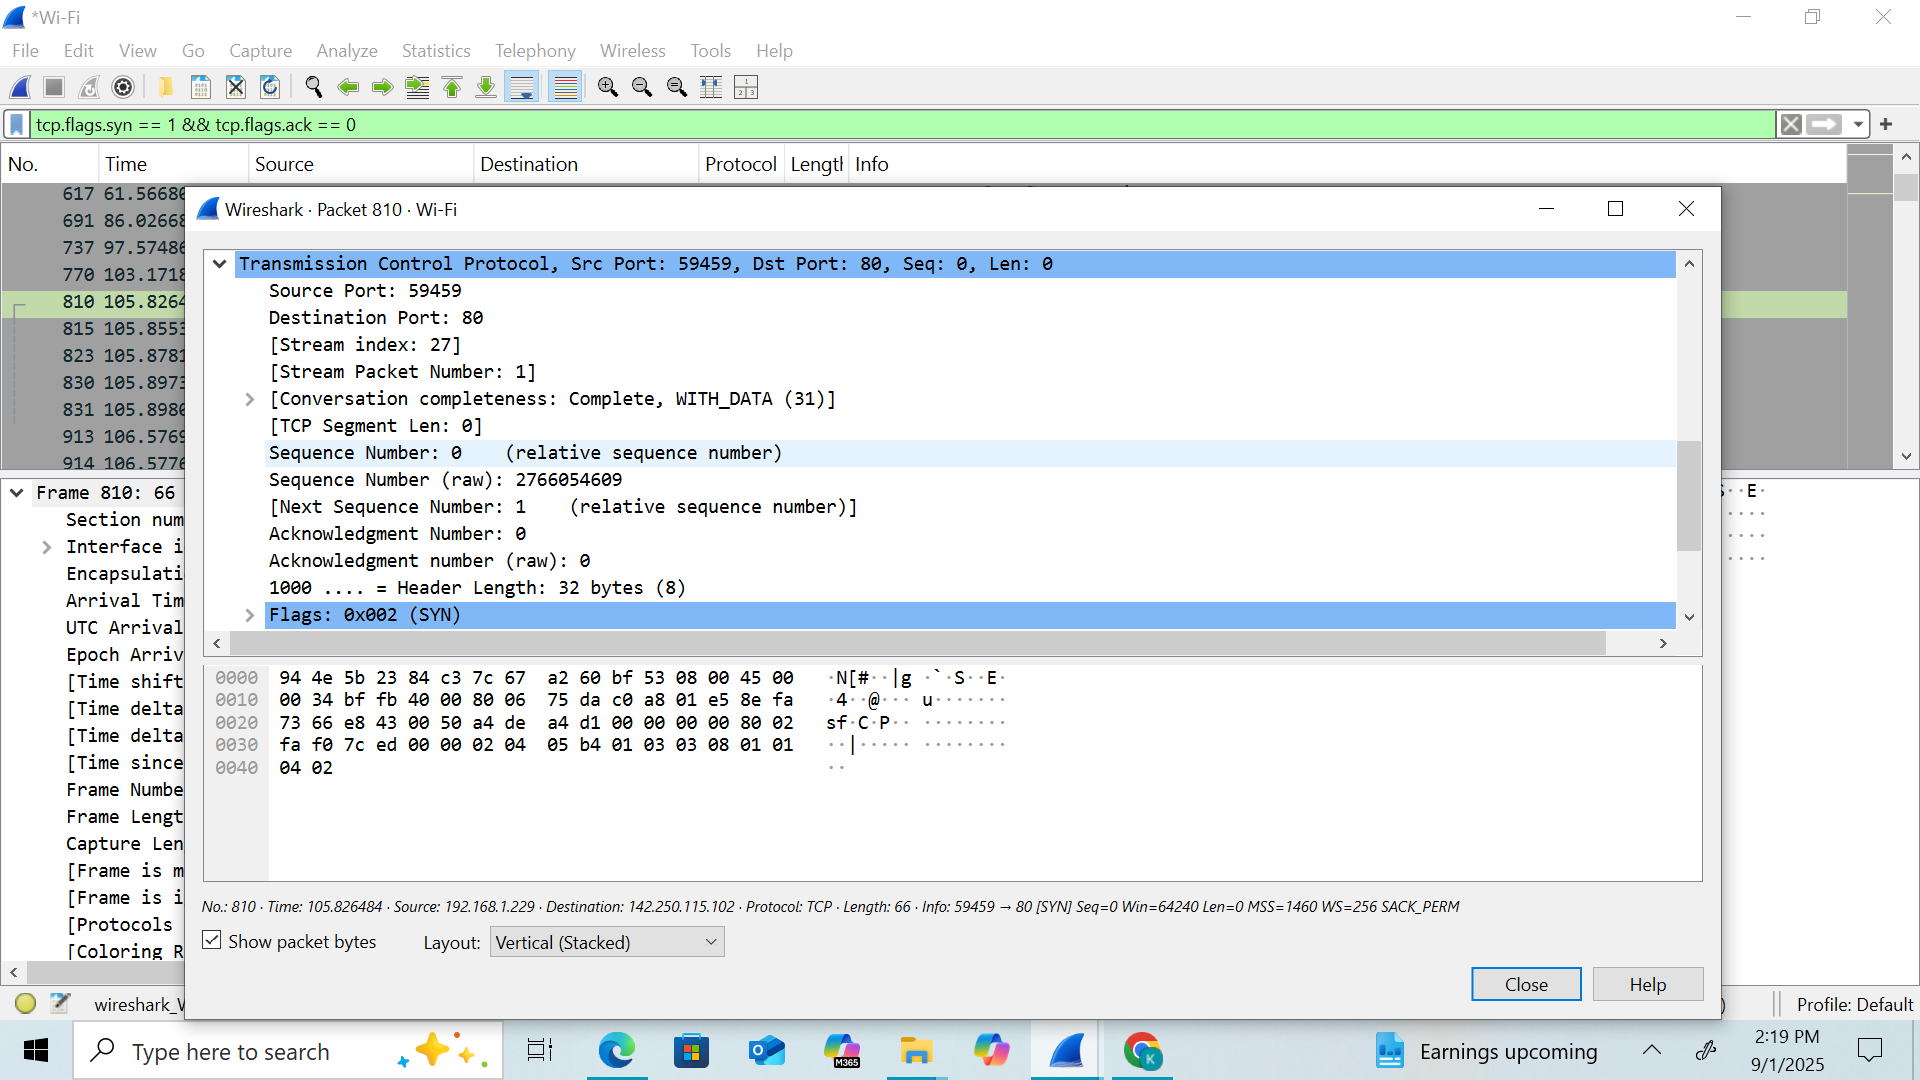 *Wi-Fi
File Edit View Go Capture Analyze Statistics Telephony Wireless Tools Help
tcp.flags.syn == 1 && tcp.flags.ack == 0
No. Time Source Destination Protocol Length Info
617 61.56680
691 86.02668
737 97.57486
770 103.1718
810 105.8264
815 105.8553
823 105.8781
830 105.8973
831 105.8980
913 106.5769
914 106.5776
Wireshark · Packet 810 · Wi-Fi
Transmission Control Protocol, Src Port: 59459, Dst Port: 80, Seq: 0, Len: 0
Source Port: 59459
Destination Port: 80
[Stream index: 27]
[Stream Packet Number: 1]
[Conversation completeness: Complete, WITH_DATA (31)]
[TCP Segment Len: 0]
Sequence Number: 0 (relative sequence number)
Sequence Number (raw): 2766054609
[Next Sequence Number: 1 (relative sequence number)]
Acknowledgment Number: 0
Acknowledgment number (raw): 0
1000 .... = Header Length: 32 bytes (8)
Flags: 0x002 (SYN)
0000 94 4e 5b 23 84 c3 7c 67 a2 60 bf 53 08 00 45 00 ·N[#··|g ·`·S··E·
0010 00 34 bf fb 40 00 80 06 75 da c0 a8 01 e5 8e fa ·4··@··· u·······
0020 73 66 e8 43 00 50 a4 de a4 d1 00 00 00 00 80 02 sf·C·P·· ········
0030 fa f0 7c ed 00 00 02 04 05 b4 01 03 03 08 01 01 ··|····· ········
0040 04 02 ··
No.: 810 · Time: 105.826484 · Source: 192.168.1.229 · Destination: 142.250.115.102 · Protocol: TCP · Length: 66 · Info: 59459 → 80 [SYN] Seq=0 Win=64240 Len=0 MSS=1460 WS=256 SACK_PERM
Show packet bytes Layout: Vertical (Stacked)
Close Help
Frame 810: 66
Section num
Interface i
Encapsulati
Arrival Tim
UTC Arrival
Epoch Arriv
[Time shift
[Time delta
[Time delta
[Time since
Frame Numbe
Frame Lengt
Capture Len
[Frame is m
[Frame is i
[Protocols
[Coloring R
wireshark_W
Profile: Default
Type here to search
M365
K
Earnings upcoming
2:19 PM
9/1/2025